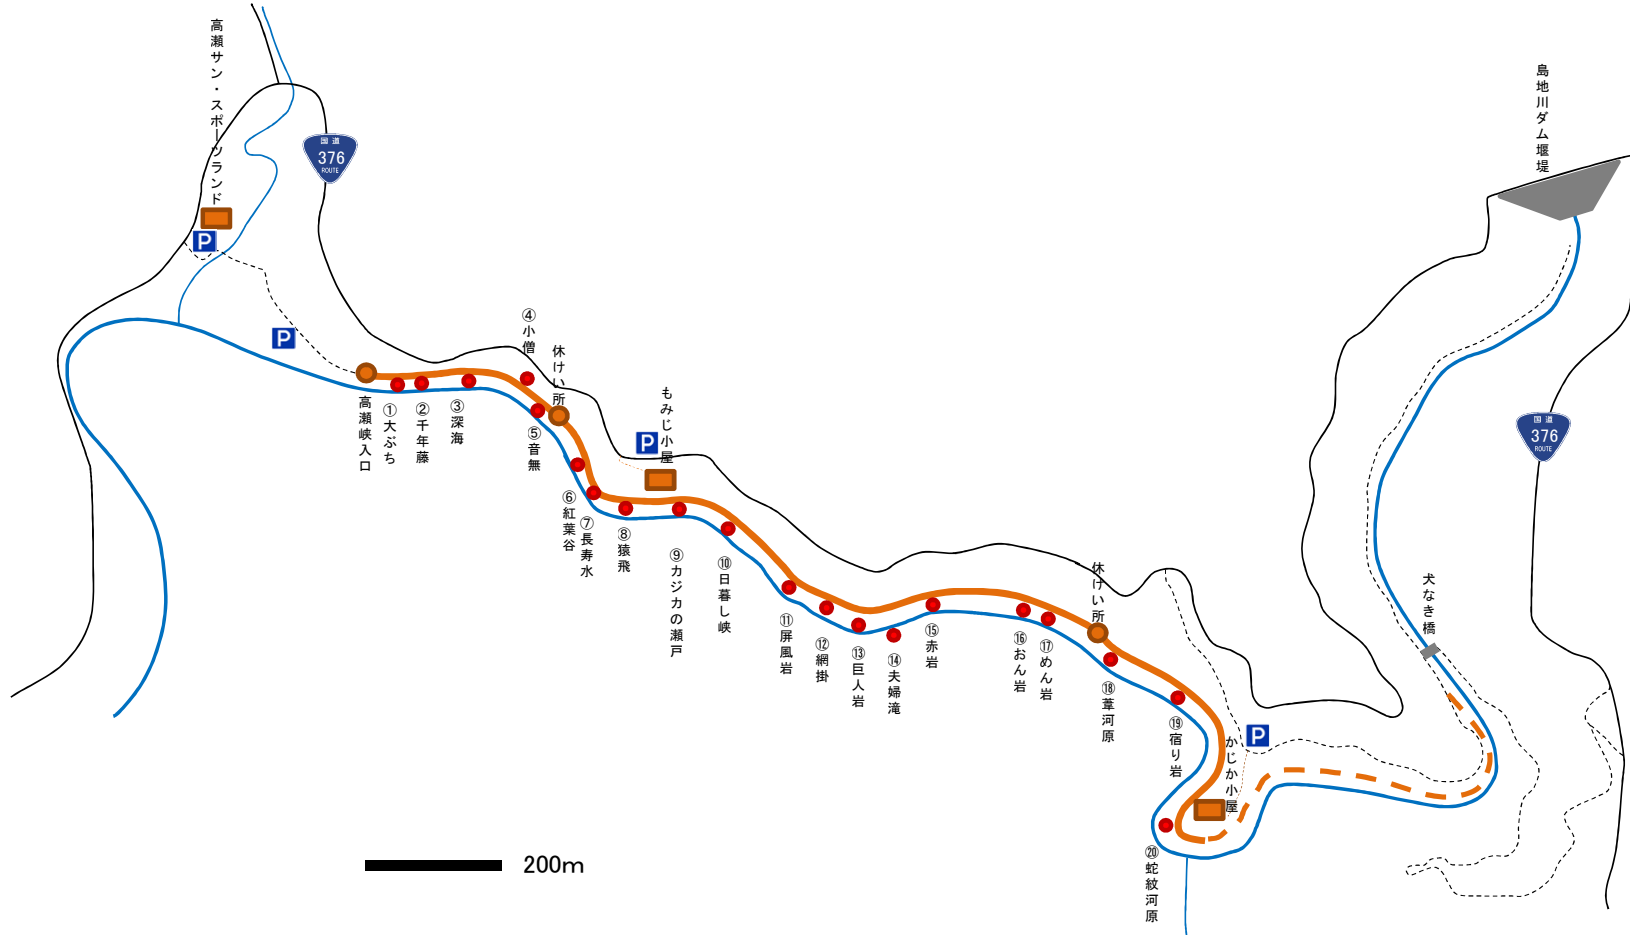 高瀬サン・スポーツランド
国道
376
ROUTE
島地川ダム堰堤
④小僧
休けい所
もみじ小屋
高瀬峡入口
①大ぶち
②千年藤
③深海
⑤音無
⑥紅葉谷
⑦長寿水
⑧猿飛
⑨カジカの瀬戸
⑩日暮し峡
⑪屏風岩
⑫網掛
⑬巨人岩
⑭夫婦滝
⑮赤岩
⑯おん岩
⑰めん岩
休けい所
⑱葦河原
⑲宿り岩
かじか小屋
⑳蛇紋河原
犬なき橋
国道
376
ROUTE
P
P
P
P
200m